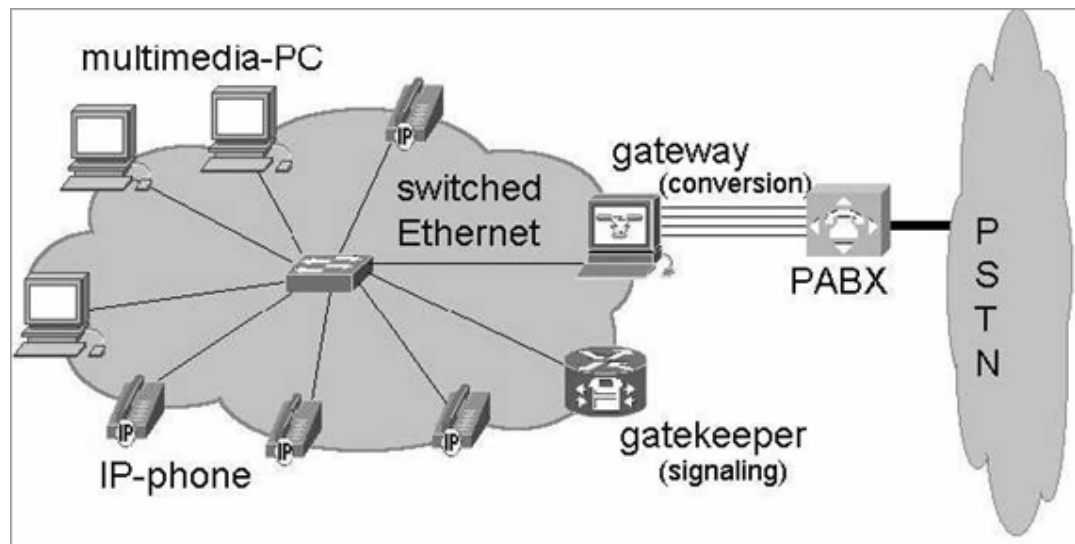 multimedia-PC
IP
switched
Ethernet
gateway
(conversion)
PABX
P
S
T
N
IP
IP
IP
IP-phone
gatekeeper
(signaling)